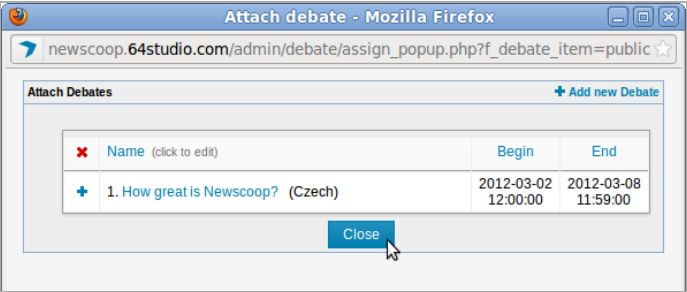 Attach debate - Mozilla Firefox
newscoop.64studio.com/admin/debate/assign_popup.php?f_debate_item=public
Attach Debates
Add new Debate
Name (click to edit) Begin End
1. How great is Newscoop? (Czech) 2012-03-02 12:00:00 2012-03-08 11:59:00
Close